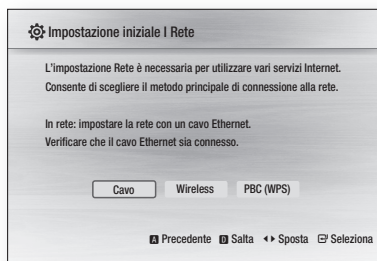 Impostazione iniziale I Rete
L'impostazione Rete è necessaria per utilizzare vari servizi Internet.
Consente di scegliere il metodo principale di connessione alla rete.
In rete: impostare la rete con un cavo Ethernet.
Verificare che il cavo Ethernet sia connesso.
Cavo Wireless PBC (WPS)
A Precedente D Salta Sposta Seleziona